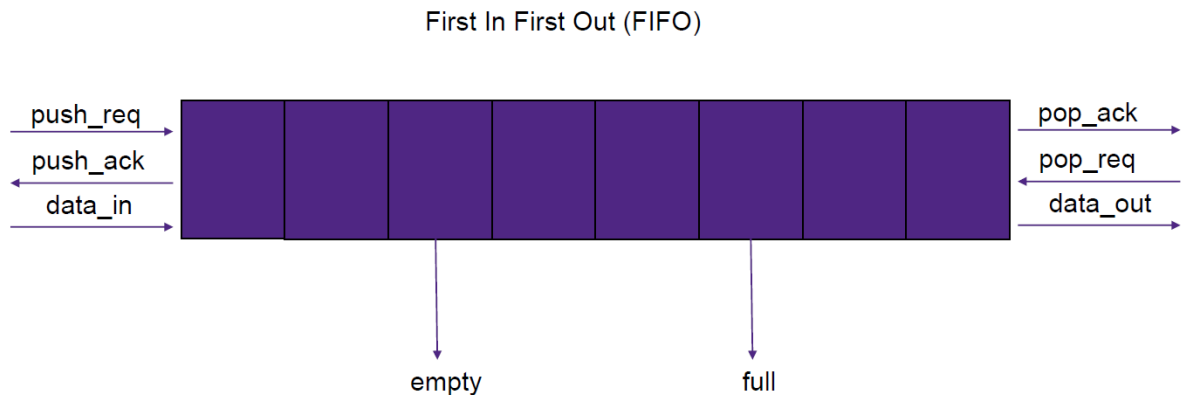 First In First Out (FIFO)
push_req
push_ack
data_in
pop_ack
pop_req
data_out
empty
full